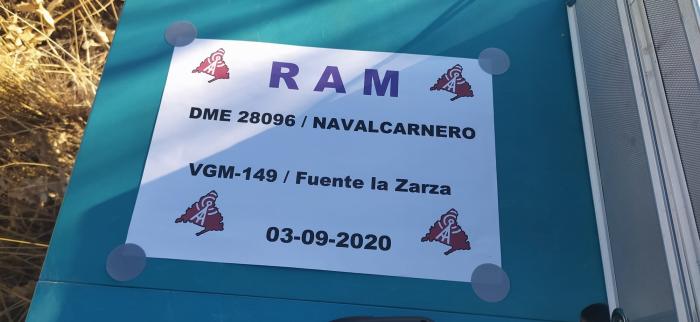 RAM
DME 28096 / NAVALCARNERO
VGM-149 / Fuente la Zarza
03-09-2020